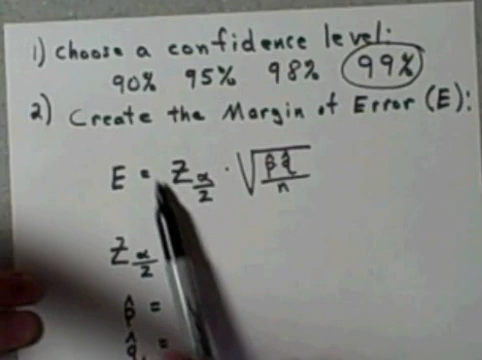 1) Choose a confidence level:
90% 95% 98% 99%
2) Create the Margin of Error (E):
E = Z α/2 · √(p̂ q̂ / n)
Z α/2
p̂ =
q̂ =